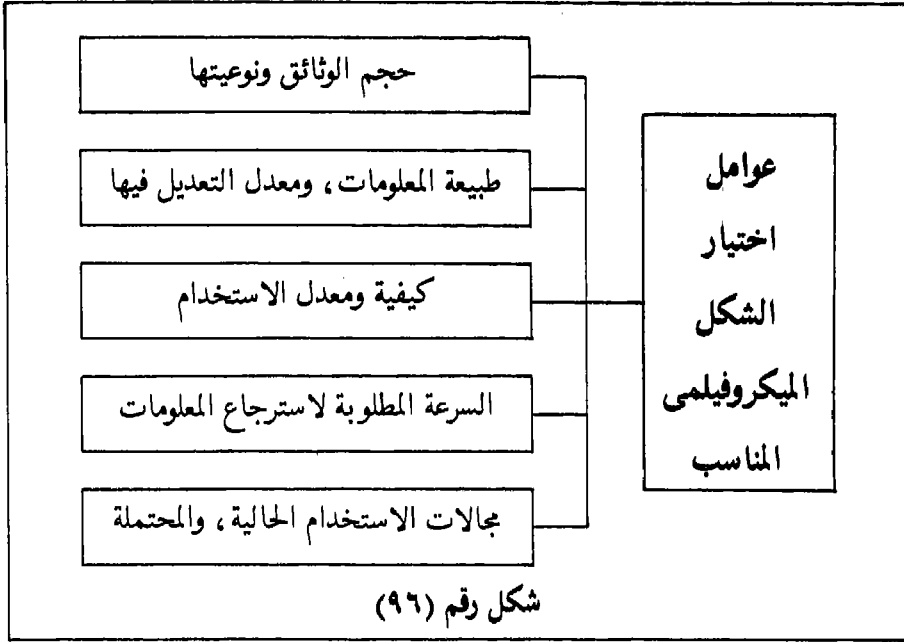 عوامل
اختيار
الشكل
الميكروفيلمى
المناسب
حجم الوثائق ونوعيتها
طبيعة المعلومات، ومعدل التعديل فيها
كيفية ومعدل الاستخدام
السرعة المطلوبة لاسترجاع المعلومات
مجالات الاستخدام الحالية، والمحتملة
شكل رقم (٩٦)